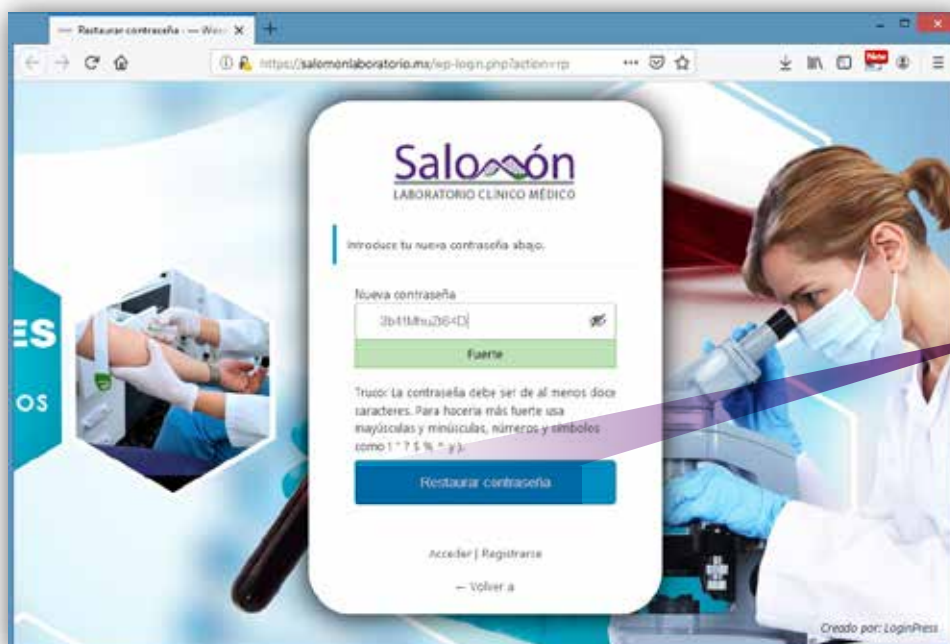 Restaurar contraseña - — Wor
https://salomonlaboratorio.mx/wp-login.php?action=rp
New
Salomón
LABORATORIO CLÍNICO MÉDICO
Introduce tu nueva contraseña abajo.
Nueva contraseña
Fuerte
Truco: La contraseña debe ser de al menos doce
caracteres. Para hacerla más fuerte usa
mayúsculas y minúsculas, números y símbolos
como ! " ? $ % ^ y ).
Restaurar contraseña
Acceder | Registrarse
← Volver a
ES
OS
Creado por: LoginPress